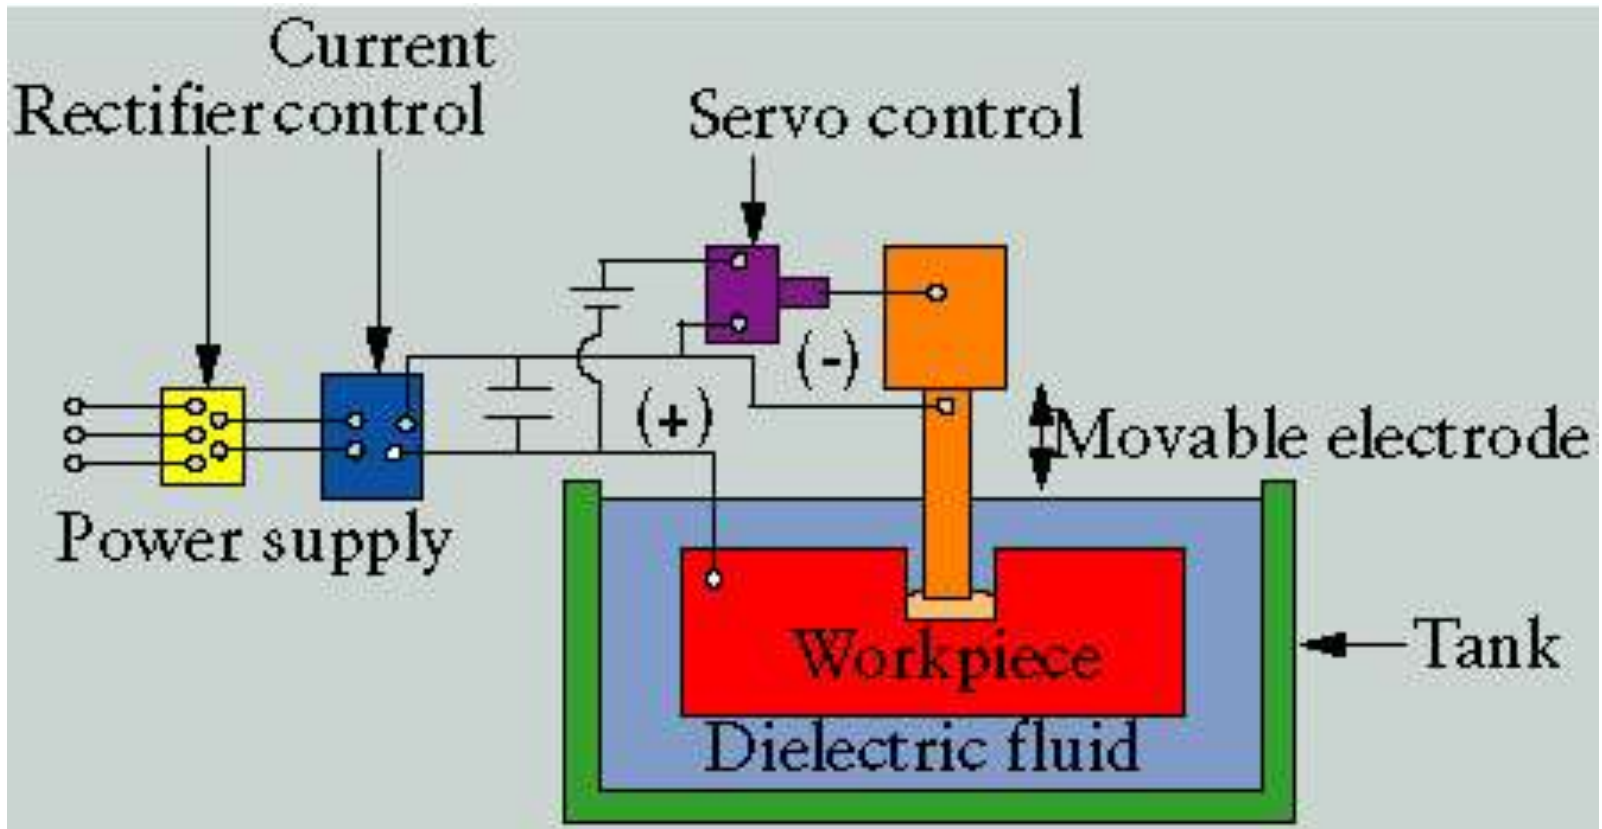 Current
Rectifier control
Servo control
(-)
(+)
Movable electrode
Power supply
Workpiece
Tank
Dielectric fluid